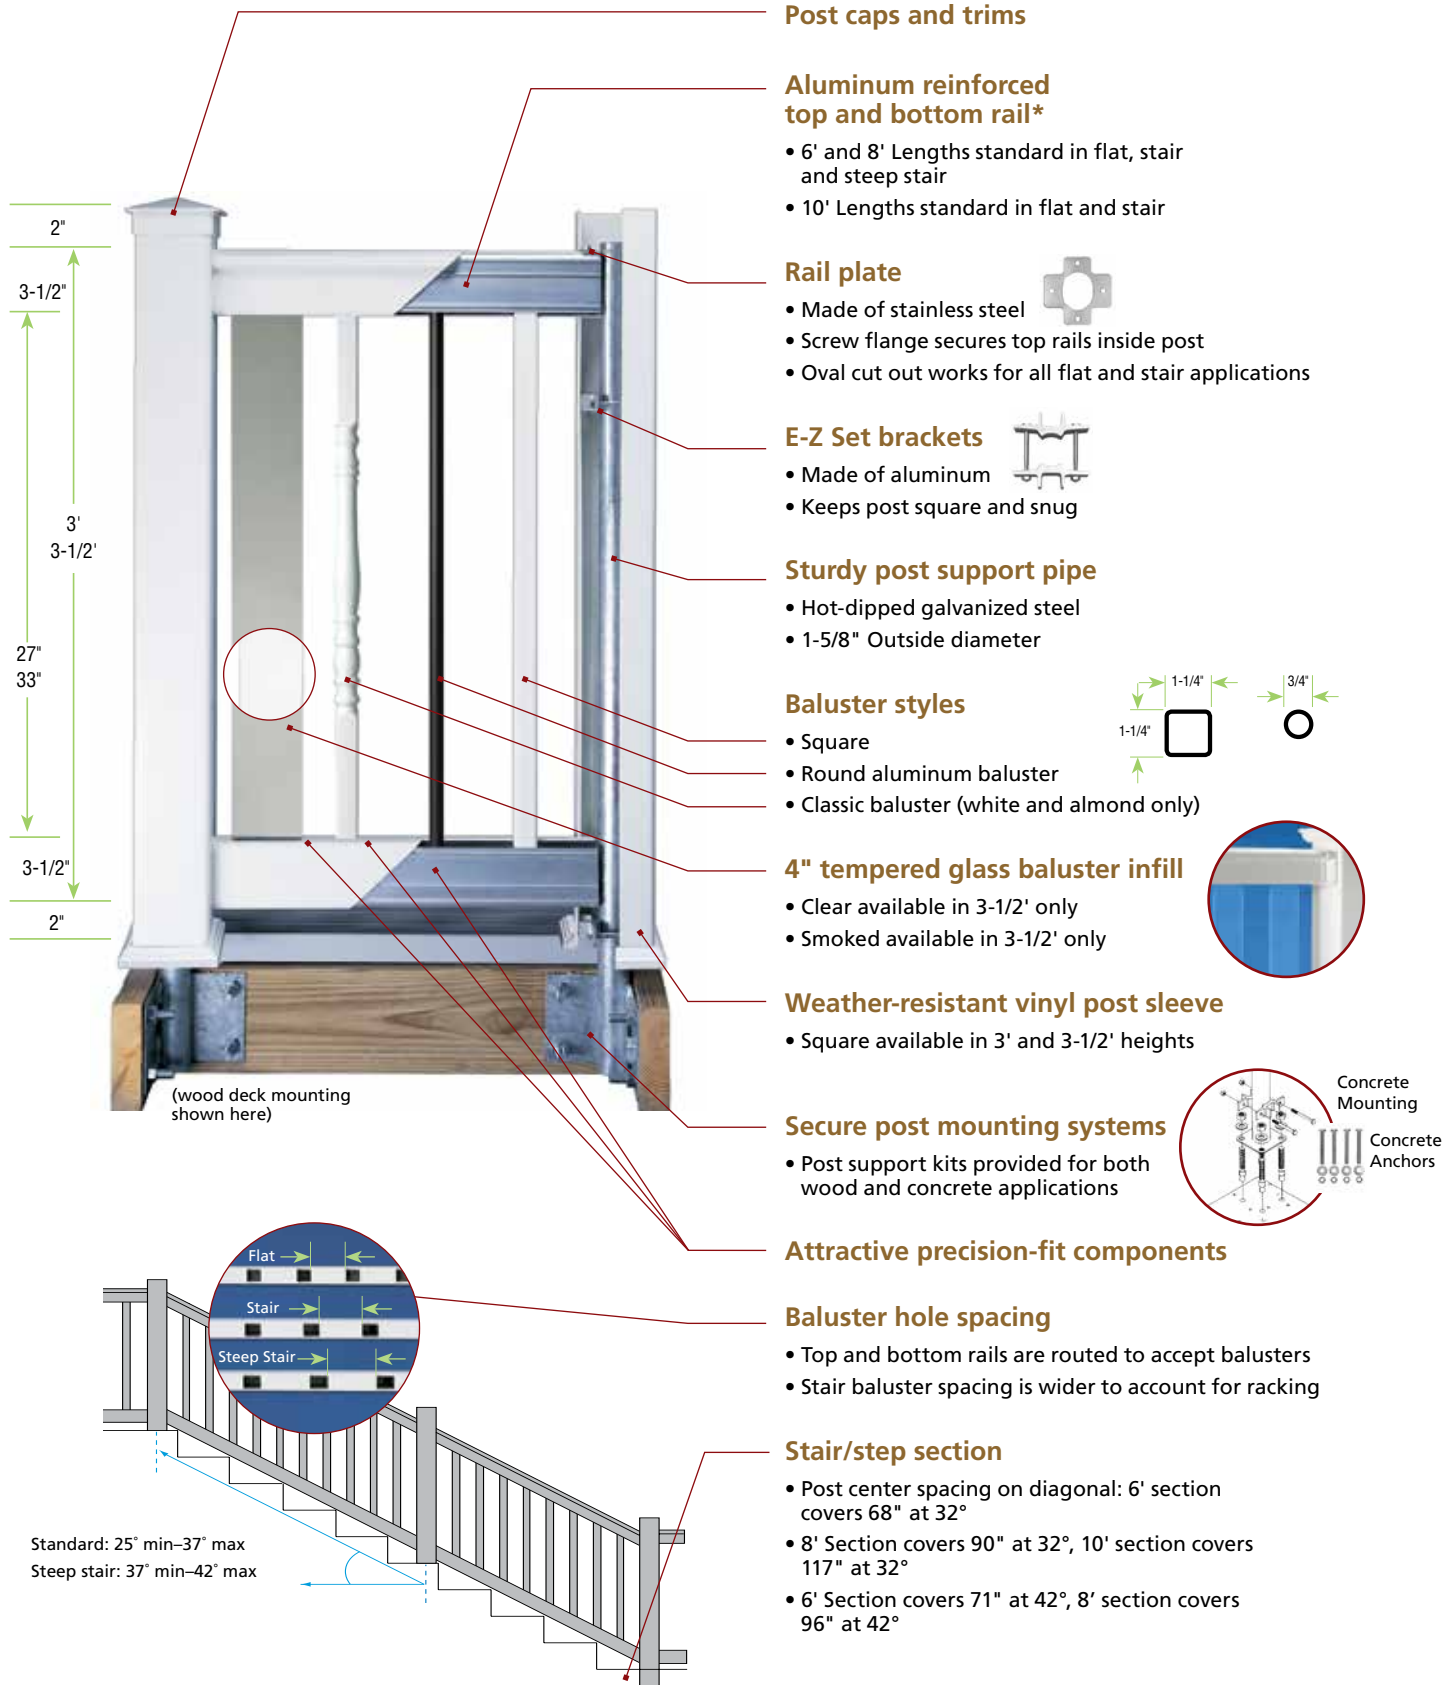 Post caps and trims
Aluminum reinforced
top and bottom rail*
• 6' and 8' Lengths standard in flat, stair
and steep stair
• 10' Lengths standard in flat and stair
Rail plate
• Made of stainless steel
• Screw flange secures top rails inside post
• Oval cut out works for all flat and stair applications
E-Z Set brackets
• Made of aluminum
• Keeps post square and snug
Sturdy post support pipe
• Hot-dipped galvanized steel
• 1-5/8" Outside diameter
Baluster styles
• Square
• Round aluminum baluster
• Classic baluster (white and almond only)
1-1/4"
3/4"
1-1/4"
4" tempered glass baluster infill
• Clear available in 3-1/2' only
• Smoked available in 3-1/2' only
Weather-resistant vinyl post sleeve
• Square available in 3' and 3-1/2' heights
Secure post mounting systems
• Post support kits provided for both
wood and concrete applications
Concrete
Mounting
Concrete
Anchors
Attractive precision-fit components
Baluster hole spacing
• Top and bottom rails are routed to accept balusters
• Stair baluster spacing is wider to account for racking
Stair/step section
• Post center spacing on diagonal: 6' section
covers 68" at 32°
• 8' Section covers 90" at 32°, 10' section covers
117" at 32°
• 6' Section covers 71" at 42°, 8’ section covers
96" at 42°
2"
3-1/2"
3'
3-1/2'
27"
33"
3-1/2"
2"
(wood deck mounting
shown here)
Flat
Stair
Steep Stair
Standard: 25° min–37° max
Steep stair: 37° min–42° max